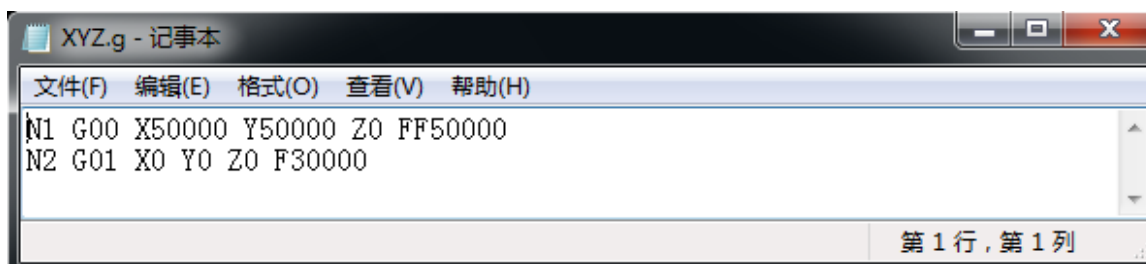 XYZ.g - 记事本
文件(F) 编辑(E) 格式(O) 查看(V) 帮助(H)
N1 G00 X50000 Y50000 Z0 FF50000
N2 G01 X0 Y0 Z0 F30000
第 1 行，第 1 列